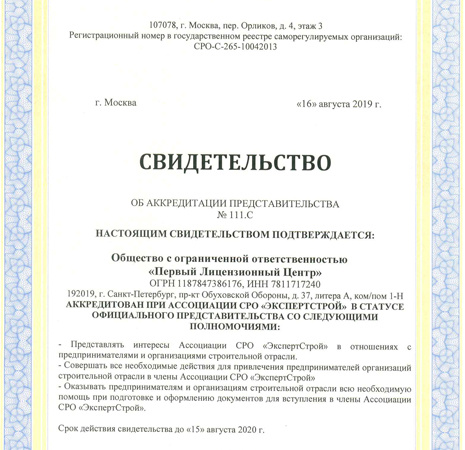 107078, г. Москва, пер. Орликов, д. 4, этаж 3
Регистрационный номер в государственном реестре саморегулируемых организаций:
СРО-С-265-10042013
г. Москва «16» августа 2019 г.
СВИДЕТЕЛЬСТВО
ОБ АККРЕДИТАЦИИ ПРЕДСТАВИТЕЛЬСТВА
№ 111.С
НАСТОЯЩИМ СВИДЕТЕЛЬСТВОМ ПОДТВЕРЖДАЕТСЯ:
Общество с ограниченной ответственностью
«Первый Лицензионный Центр»
ОГРН 1187847386176, ИНН 7811717240
192019, г. Санкт-Петербург, пр-кт Обуховской Обороны, д. 37, литера А, ком/пом 1-Н
АККРЕДИТОВАН ПРИ АССОЦИАЦИИ СРО «ЭКСПЕРТСТРОЙ» В СТАТУСЕ
ОФИЦИАЛЬНОГО ПРЕДСТАВИТЕЛЬСТВА СО СЛЕДУЮЩИМИ
ПОЛНОМОЧИЯМИ:
- Представлять интересы Ассоциации СРО «ЭкспертСтрой» в отношениях с
предпринимателями и организациями строительной отрасли.
- Совершать все необходимые действия для привлечения предпринимателей организаций
строительной отрасли в члены Ассоциации СРО «ЭкспертСтрой»
- Оказывать предпринимателям и организациям строительной отрасли всю необходимую
помощь при подготовке и оформлению документов для вступления в члены Ассоциации
СРО «ЭкспертСтрой».
Срок действия свидетельства до «15» августа 2020 г.